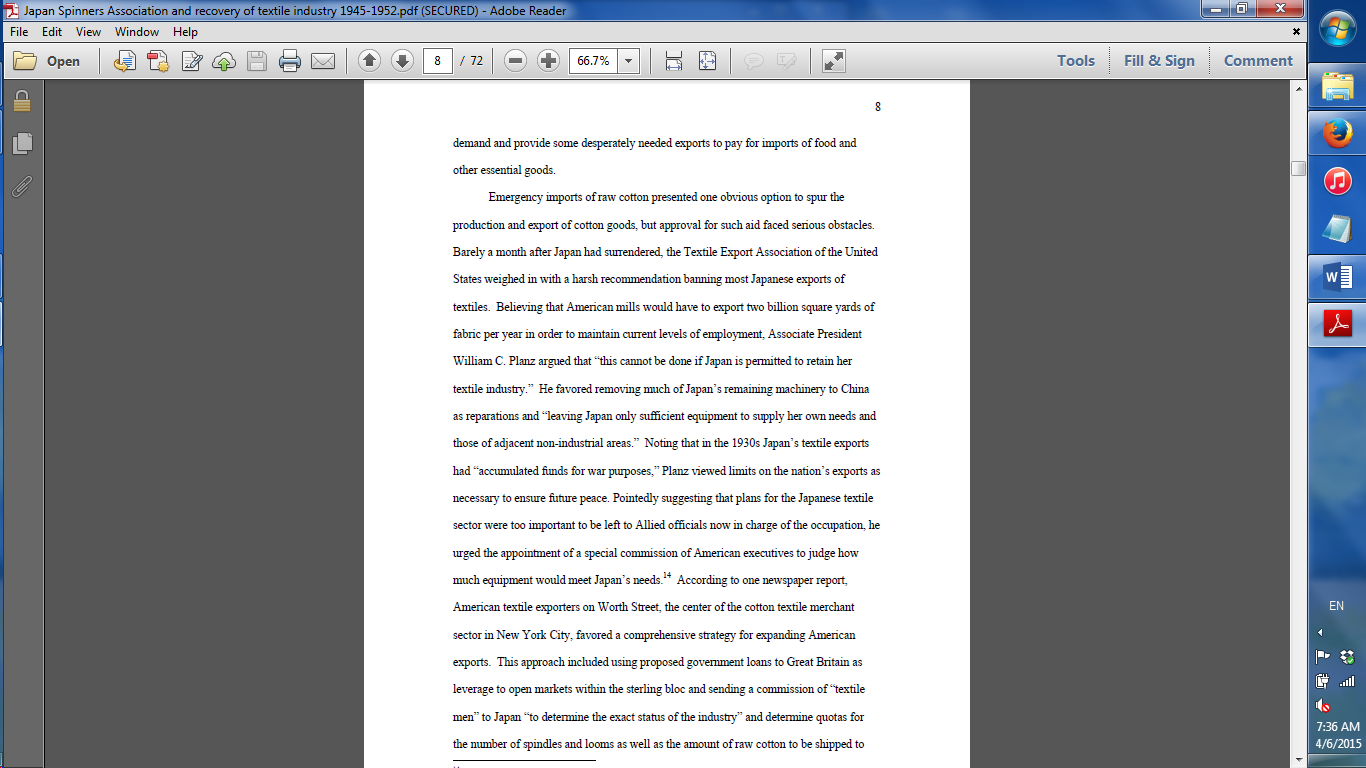 Japan Spinners Association and recovery of textile industry 1945-1952.pdf (SECURED) - Adobe Reader
File Edit View Window Help
Open 8 / 72 66.7% Tools Fill & Sign Comment
8
demand and provide some desperately needed exports to pay for imports of food and
other essential goods.
Emergency imports of raw cotton presented one obvious option to spur the
production and export of cotton goods, but approval for such aid faced serious obstacles.
Barely a month after Japan had surrendered, the Textile Export Association of the United
States weighed in with a harsh recommendation banning most Japanese exports of
textiles.  Believing that American mills would have to export two billion square yards of
fabric per year in order to maintain current levels of employment, Associate President
William C. Planz argued that “this cannot be done if Japan is permitted to retain her
textile industry.”  He favored removing much of Japan’s remaining machinery to China
as reparations and “leaving Japan only sufficient equipment to supply her own needs and
those of adjacent non-industrial areas.”  Noting that in the 1930s Japan’s textile exports
had “accumulated funds for war purposes,” Planz viewed limits on the nation’s exports as
necessary to ensure future peace. Pointedly suggesting that plans for the Japanese textile
sector were too important to be left to Allied officials now in charge of the occupation, he
urged the appointment of a special commission of American executives to judge how
much equipment would meet Japan’s needs.14  According to one newspaper report,
American textile exporters on Worth Street, the center of the cotton textile merchant
sector in New York City, favored a comprehensive strategy for expanding American
exports.  This approach included using proposed government loans to Great Britain as
leverage to open markets within the sterling bloc and sending a commission of “textile
men” to Japan “to determine the exact status of the industry” and determine quotas for
the number of spindles and looms as well as the amount of raw cotton to be shipped to
EN
7:36 AM
4/6/2015